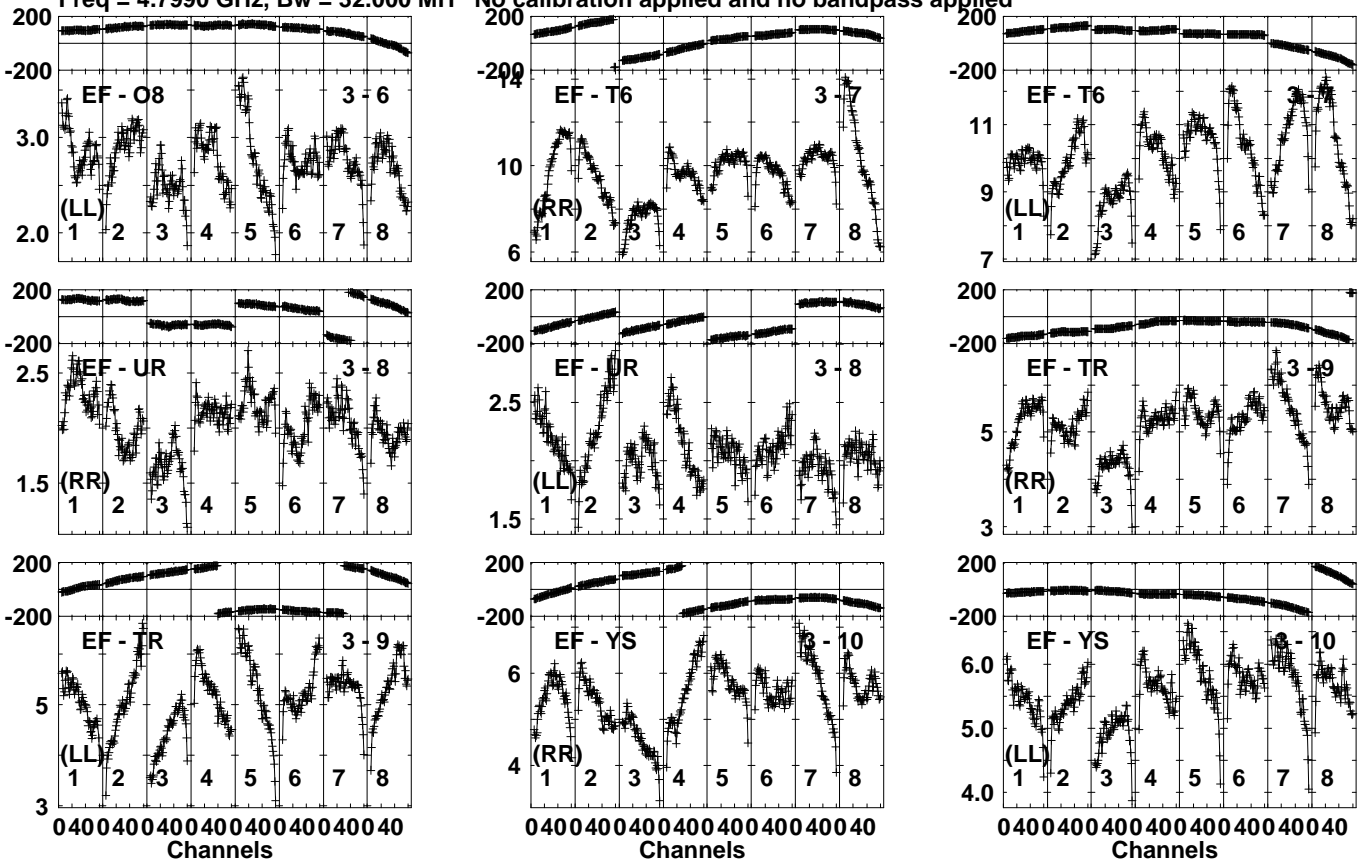 Freq = 4.7990 GHz, Bw = 32.000 MH No calibration applied and no bandpass applied
200
-200
EF - O8 3 - 6
3.0
(LL)
2.0
1 2 3 4 5 6 7 8
200
-200
14
EF - T6 3 - 7
10
(RR)
6
1 2 3 4 5 6 7 8
200
-200
EF - T6 3 - 7
11
9
(LL)
7
1 2 3 4 5 6 7 8
200
-200
EF - UR 3 - 8
2.5
1.5
(RR)
1 2 3 4 5 6 7 8
200
-200
EF - UR 3 - 8
2.5
(LL)
1.5
1 2 3 4 5 6 7 8
200
-200
EF - TR 3 - 9
5
(RR)
3
1 2 3 4 5 6 7 8
200
-200
EF - TR 3 - 9
5
(LL)
3
1 2 3 4 5 6 7 8
0 40 0 40 0 40 0 40 0 40 0 40 0 40 0 40
Channels
200
-200
EF - YS 3 - 10
6
(RR)
4
1 2 3 4 5 6 7 8
0 40 0 40 0 40 0 40 0 40 0 40 0 40 0 40
Channels
200
-200
EF - YS 3 - 10
6.0
5.0
(LL)
4.0
1 2 3 4 5 6 7 8
0 40 0 40 0 40 0 40 0 40 0 40 0 40 0 40
Channels